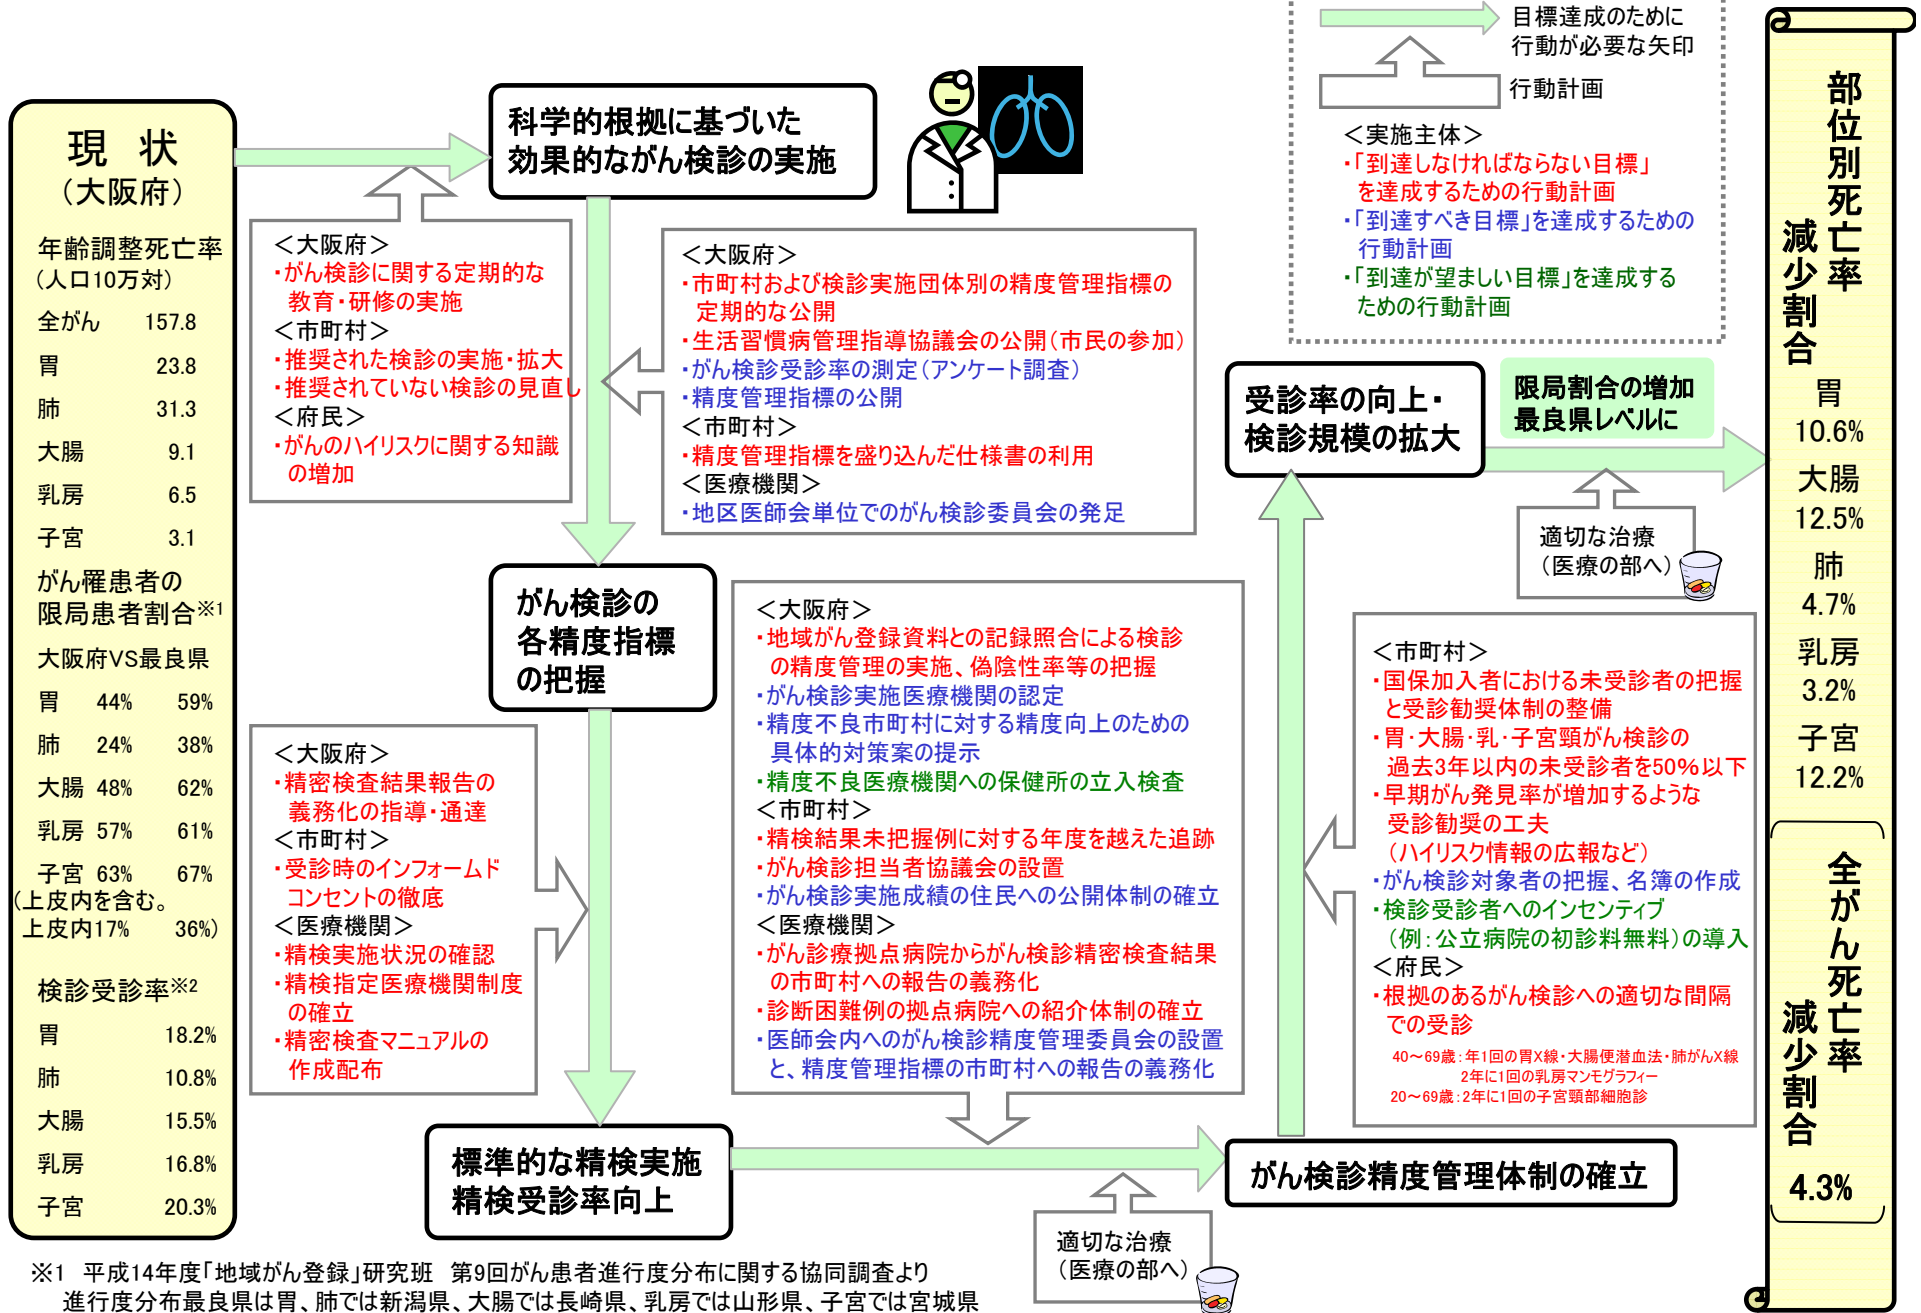 目標達成のために
行動が必要な矢印
行動計画
＜実施主体＞
・「到達しなければならない目標」
を達成するための行動計画
・「到達すべき目標」を達成するための
行動計画
・「到達が望ましい目標」を達成する
ための行動計画
現 状
（大阪府）
年齢調整死亡率
（人口10万対）
全がん 157.8
胃 23.8
肺 31.3
大腸 9.1
乳房 6.5
子宮 3.1
がん罹患者の
限局患者割合※1
大阪府VS最良県
胃 44% 59%
肺 24% 38%
大腸 48% 62%
乳房 57% 61%
子宮 63% 67%
（上皮内を含む。
上皮内17% 36%）
検診受診率※2
胃 18.2%
肺 10.8%
大腸 15.5%
乳房 16.8%
子宮 20.3%
科学的根拠に基づいた
効果的ながん検診の実施
＜大阪府＞
・がん検診に関する定期的な
教育・研修の実施
＜市町村＞
・推奨された検診の実施・拡大
・推奨されていない検診の見直し
＜府民＞
・がんのハイリスクに関する知識
の増加
＜大阪府＞
・市町村および検診実施団体別の精度管理指標の
定期的な公開
・生活習慣病管理指導協議会の公開（市民の参加）
・がん検診受診率の測定（アンケート調査）
・精度管理指標の公開
＜市町村＞
・精度管理指標を盛り込んだ仕様書の利用
＜医療機関＞
・地区医師会単位でのがん検診委員会の発足
がん検診の
各精度指標
の把握
＜大阪府＞
・精密検査結果報告の
義務化の指導・通達
＜市町村＞
・受診時のインフォームド
コンセントの徹底
＜医療機関＞
・精検実施状況の確認
・精検指定医療機関制度
の確立
・精密検査マニュアルの
作成配布
標準的な精検実施
精検受診率向上
＜大阪府＞
・地域がん登録資料との記録照合による検診
の精度管理の実施、偽陰性率等の把握
・がん検診実施医療機関の認定
・精度不良市町村に対する精度向上のための
具体的対策案の提示
・精度不良医療機関への保健所の立入検査
＜市町村＞
・精検結果未把握例に対する年度を越えた追跡
・がん検診担当者協議会の設置
・がん検診実施成績の住民への公開体制の確立
＜医療機関＞
・がん診療拠点病院からがん検診精密検査結果
の市町村への報告の義務化
・診断困難例の拠点病院への紹介体制の確立
・医師会内へのがん検診精度管理委員会の設置
と、精度管理指標の市町村への報告の義務化
適切な治療
（医療の部へ）
がん検診精度管理体制の確立
＜市町村＞
・国保加入者における未受診者の把握
と受診勧奨体制の整備
・胃・大腸・乳・子宮頸がん検診の
過去3年以内の未受診者を50%以下
・早期がん発見率が増加するような
受診勧奨の工夫
（ハイリスク情報の広報など）
・がん検診対象者の把握、名簿の作成
・検診受診者へのインセンティブ
（例：公立病院の初診料無料）の導入
＜府民＞
・根拠のあるがん検診への適切な間隔
での受診
40～69歳：年1回の胃X線・大腸便潜血法・肺がんX線
2年に1回の乳房マンモグラフィー
20～69歳：2年に1回の子宮頸部細胞診
受診率の向上・
検診規模の拡大
限局割合の増加
最良県レベルに
適切な治療
（医療の部へ）
部位別死亡率
減少割合
胃
10.6%
大腸
12.5%
肺
4.7%
乳房
3.2%
子宮
12.2%
全がん死亡率
減少割合
4.3%
※1 平成14年度「地域がん登録」研究班 第9回がん患者進行度分布に関する協同調査より
進行度分布最良県は胃、肺では新潟県、大腸では長崎県、乳房では山形県、子宮では宮城県